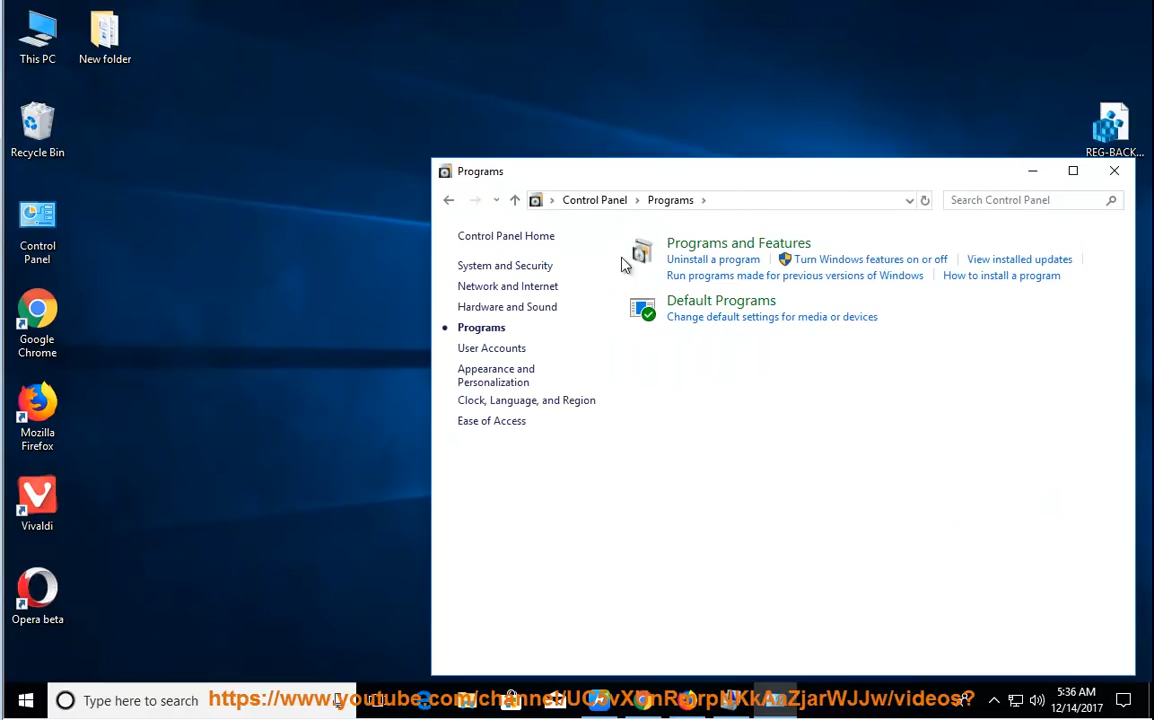 This PC
New folder
Recycle Bin
REG-BACK...
Control
Panel
Google
Chrome
Mozilla
Firefox
Vivaldi
Opera beta
Programs
Control Panel
Programs
Search Control Panel
Control Panel Home
System and Security
Network and Internet
Hardware and Sound
Programs
User Accounts
Appearance and
Personalization
Clock, Language, and Region
Ease of Access
Programs and Features
Uninstall a program
Turn Windows features on or off
View installed updates
Run programs made for previous versions of Windows
How to install a program
Default Programs
Change default settings for media or devices
Type here to search
5:36 AM
12/14/2017